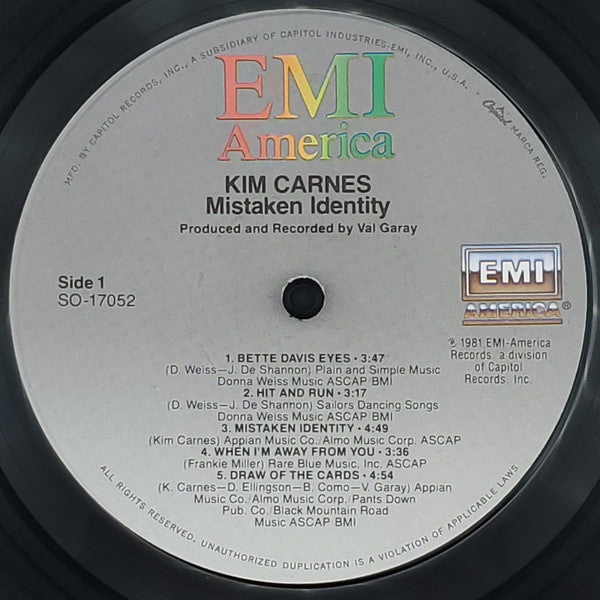 MFD. BY CAPITOL RECORDS, INC., A SUBSIDIARY OF CAPITOL INDUSTRIES-EMI, INC., U.S.A.
Capitol MARCA REG.
EMI
America
KIM CARNES
Mistaken Identity
Produced and Recorded by Val Garay
Side 1
SO-17052
EMI
AMERICA®
℗ 1981 EMI-America
Records, a division
of Capitol
Records, Inc.
1. BETTE DAVIS EYES • 3:47
(D. Weiss—J. De Shannon) Plain and Simple Music
Donna Weiss Music ASCAP BMI
2. HIT AND RUN • 3:17
(D. Weiss—J. De Shannon) Sailors Dancing Songs
Donna Weiss Music ASCAP BMI
3. MISTAKEN IDENTITY • 4:49
(Kim Carnes) Appian Music Co./Almo Music Corp. ASCAP
4. WHEN I'M AWAY FROM YOU • 3:36
(Frankie Miller) Rare Blue Music, Inc. ASCAP
5. DRAW OF THE CARDS • 4:54
(K. Carnes—D. Ellingson—B. Como—V. Garay) Appian
Music Co./Almo Music Corp./Pants Down
Pub. Co./Black Mountain Road
Music ASCAP BMI
ALL RIGHTS RESERVED. UNAUTHORIZED DUPLICATION IS A VIOLATION OF APPLICABLE LAWS